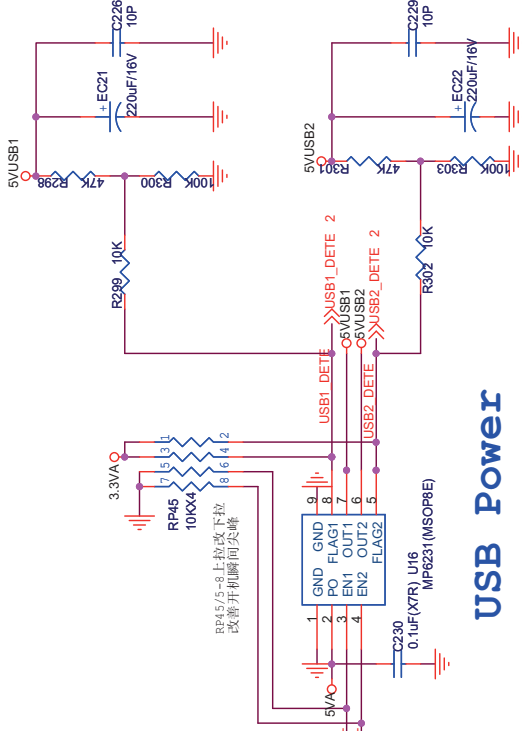 C226
10P
EC21
+
220uF/16V
5VUSB1
R298
47K
R300
100K
R299
10K
C229
10P
EC22
+
220uF/16V
5VUSB2
R301
47K
R303
100K
R302
10K
USB1_DETE 2
5VUSB1
5VUSB2
USB2_DETE 2
USB1_DETE
USB2_DETE
3.3VA
1
3
5
7
2
4
6
8
RP45
10KX4
RP45/5-8上拉改下拉
改善开机瞬间尖峰
9
8
7
6
5
GND GND
PO FLAG1
EN1 OUT1
EN2 OUT2
FLAG2
1
2
3
4
U16
MP6231(MSOP8E)
5VA
C230
0.1uF(X7R)
USB Power